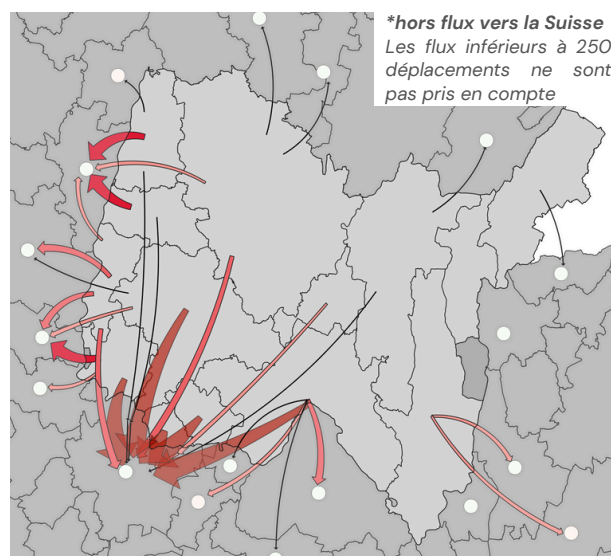 *hors flux vers la Suisse
Les flux inférieurs à 250
déplacements ne sont
pas pris en compte